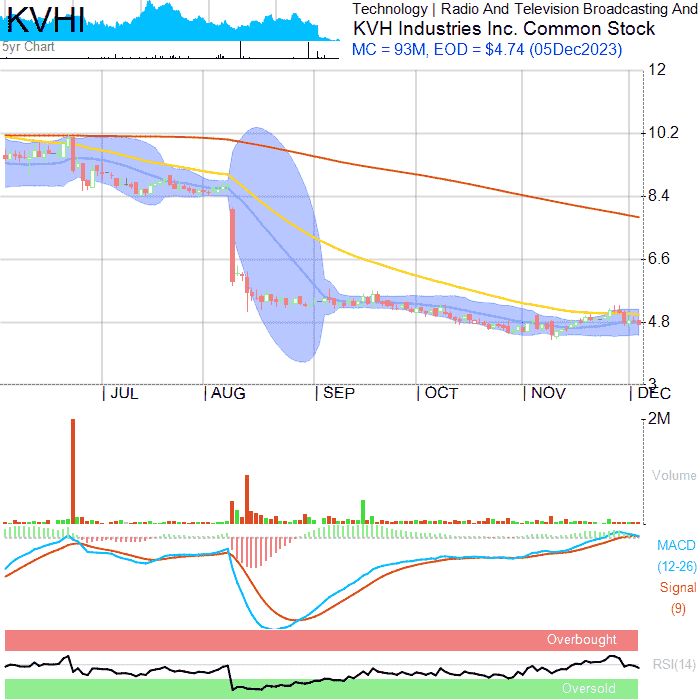 KVHI
5yr Chart
Technology | Radio And Television Broadcasting And
KVH Industries Inc. Common Stock
MC = 93M, EOD = $4.74 (05Dec2023)
12
10.2
8.4
6.6
4.8
3
| JUL | AUG | SEP | OCT | NOV | DEC
2M
Volume
MACD
(12-26)
Signal
(9)
Overbought
RSI(14)
Oversold